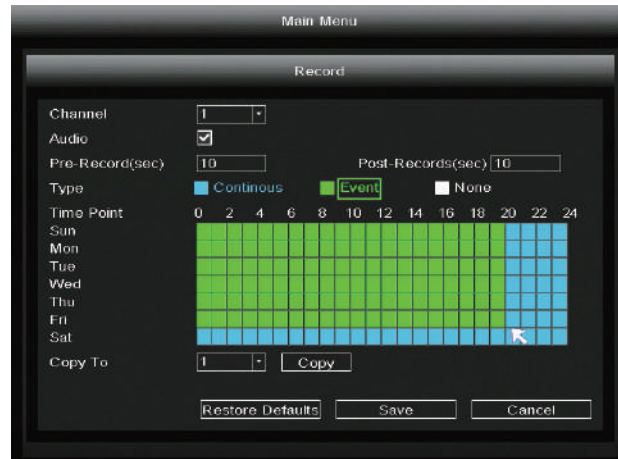 Main Menu
Record
Channel 1
Audio
Pre-Record(sec) 10 Post-Records(sec) 10
Type Continous Event None
Time Point 0 2 4 6 8 10 12 14 16 18 20 22 24
Sun
Mon
Tue
Wed
Thu
Fri
Sat
Copy To 1 Copy
Restore Defaults Save Cancel